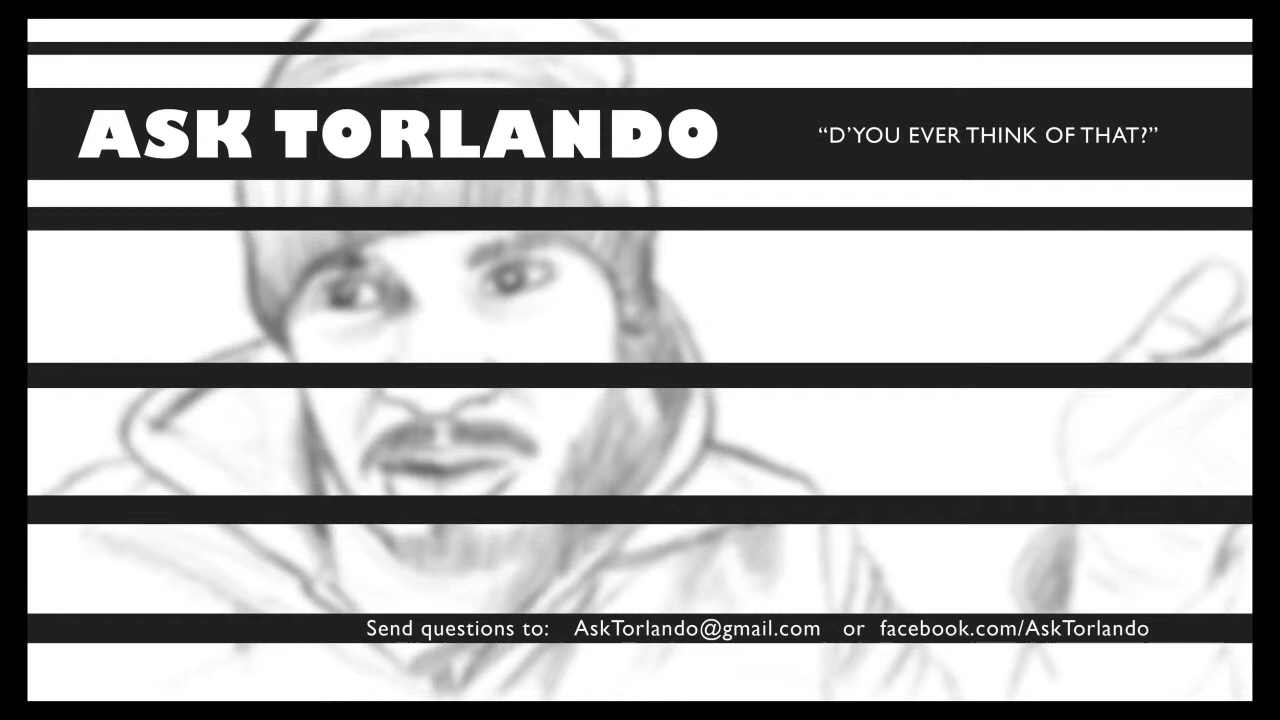 ASK TORLANDO
“D’YOU EVER THINK OF THAT?”
Send questions to: AskTorlando@gmail.com or facebook.com/AskTorlando